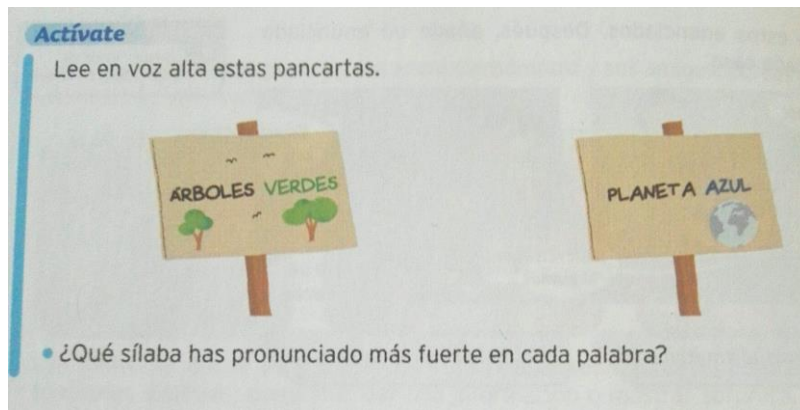 Actívate
Lee en voz alta estas pancartas.
ÁRBOLES VERDES
PLANETA AZUL
• ¿Qué sílaba has pronunciado más fuerte en cada palabra?